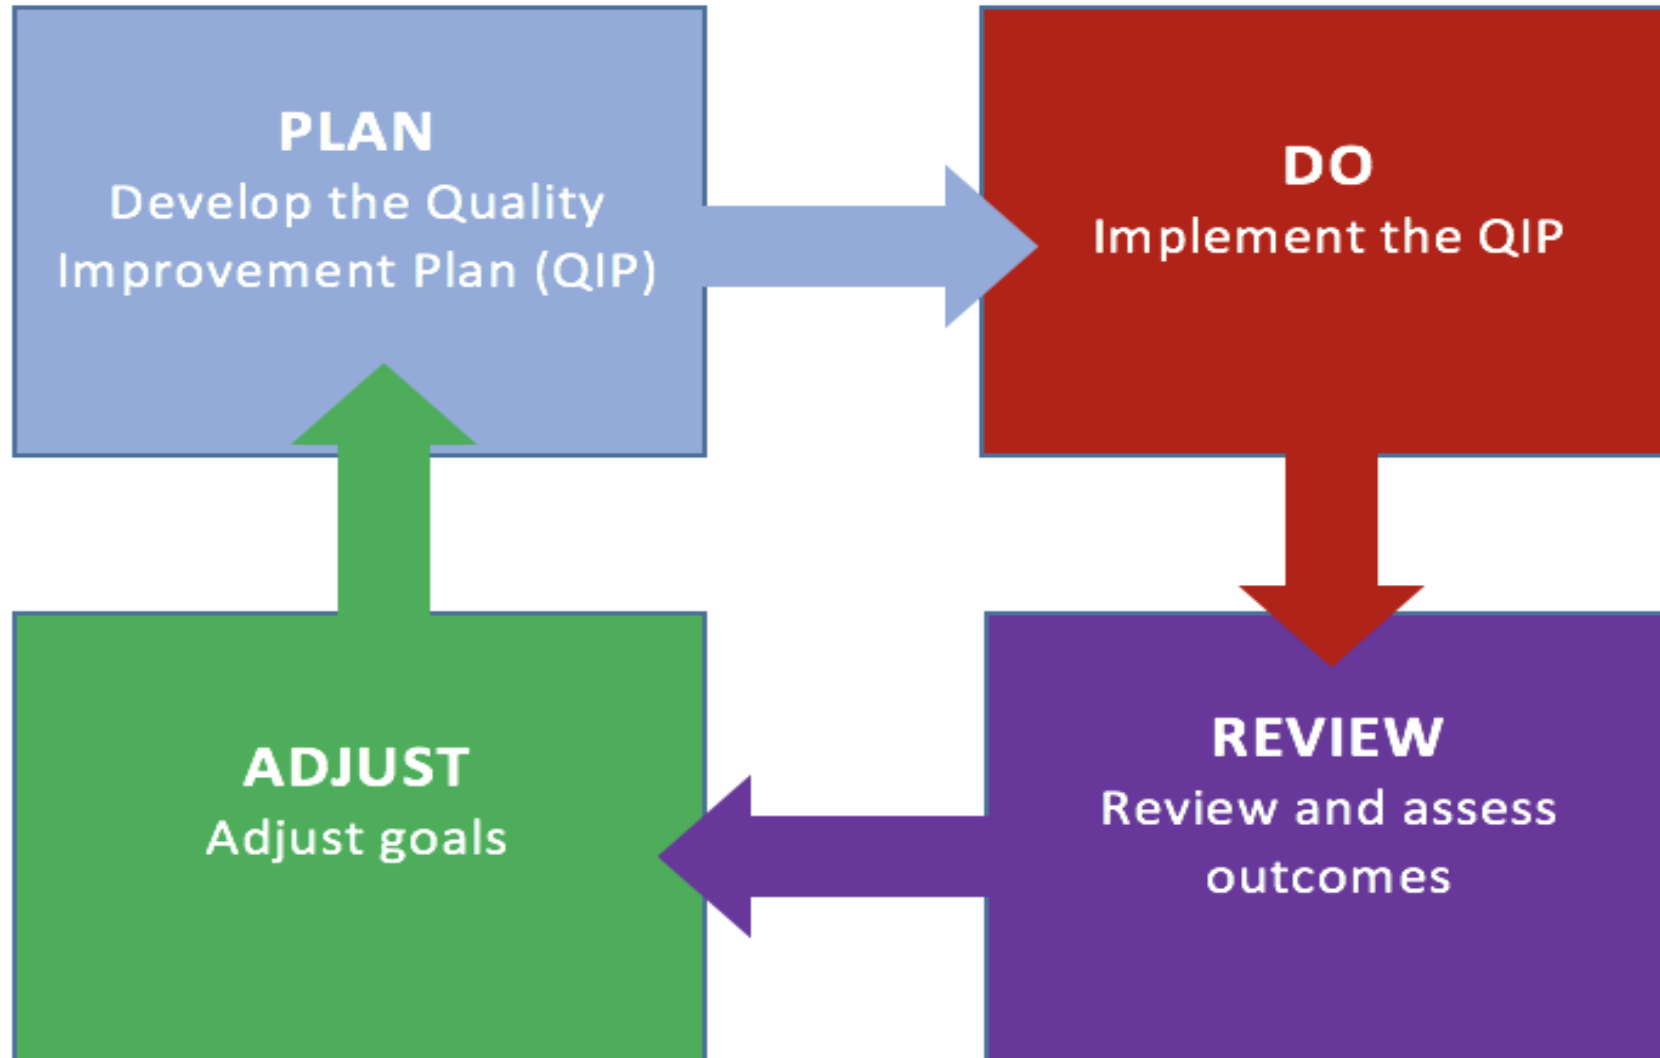 PLAN
Develop the Quality
Improvement Plan (QIP)
DO
Implement the QIP
REVIEW
Review and assess
outcomes
ADJUST
Adjust goals